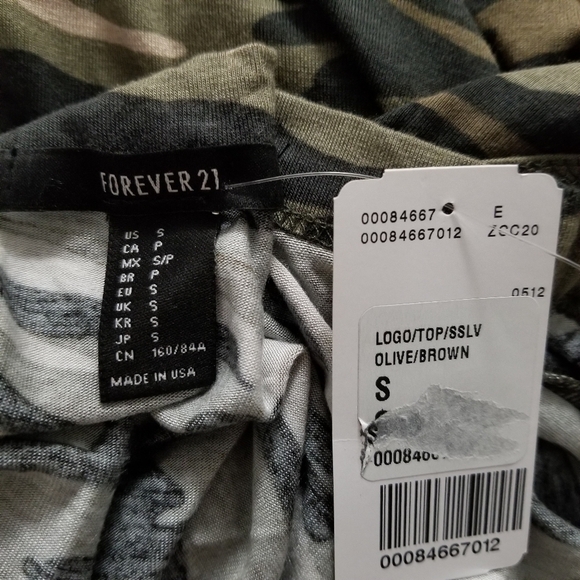 FOREVER 21
US S
CA P
MX S/P
BR P
EU S
UK S
KR S
JP S
CN 160/84A
MADE IN USA
00084667 E
00084667012 ZCC20
0512
LOGO/TOP/SSLV
OLIVE/BROWN
S
00084667012